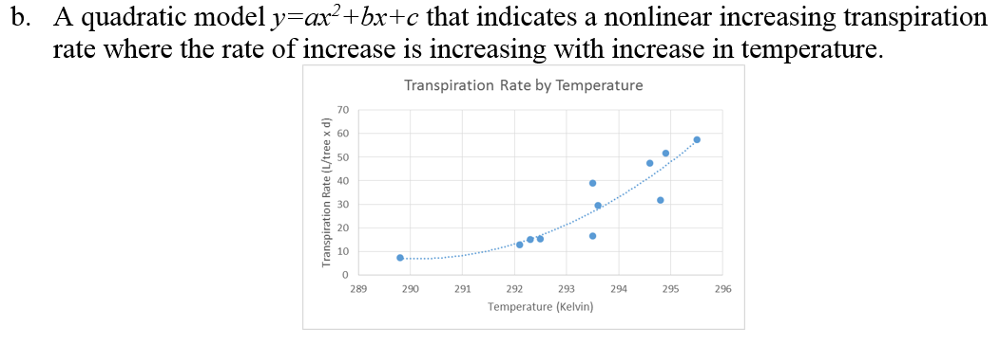 b. A quadratic model y=ax²+bx+c that indicates a nonlinear increasing transpiration
rate where the rate of increase is increasing with increase in temperature.
Transpiration Rate by Temperature
Transpiration Rate (L/tree x d)
70
60
50
40
30
20
10
0
289 290 291 292 293 294 295 296
Temperature (Kelvin)